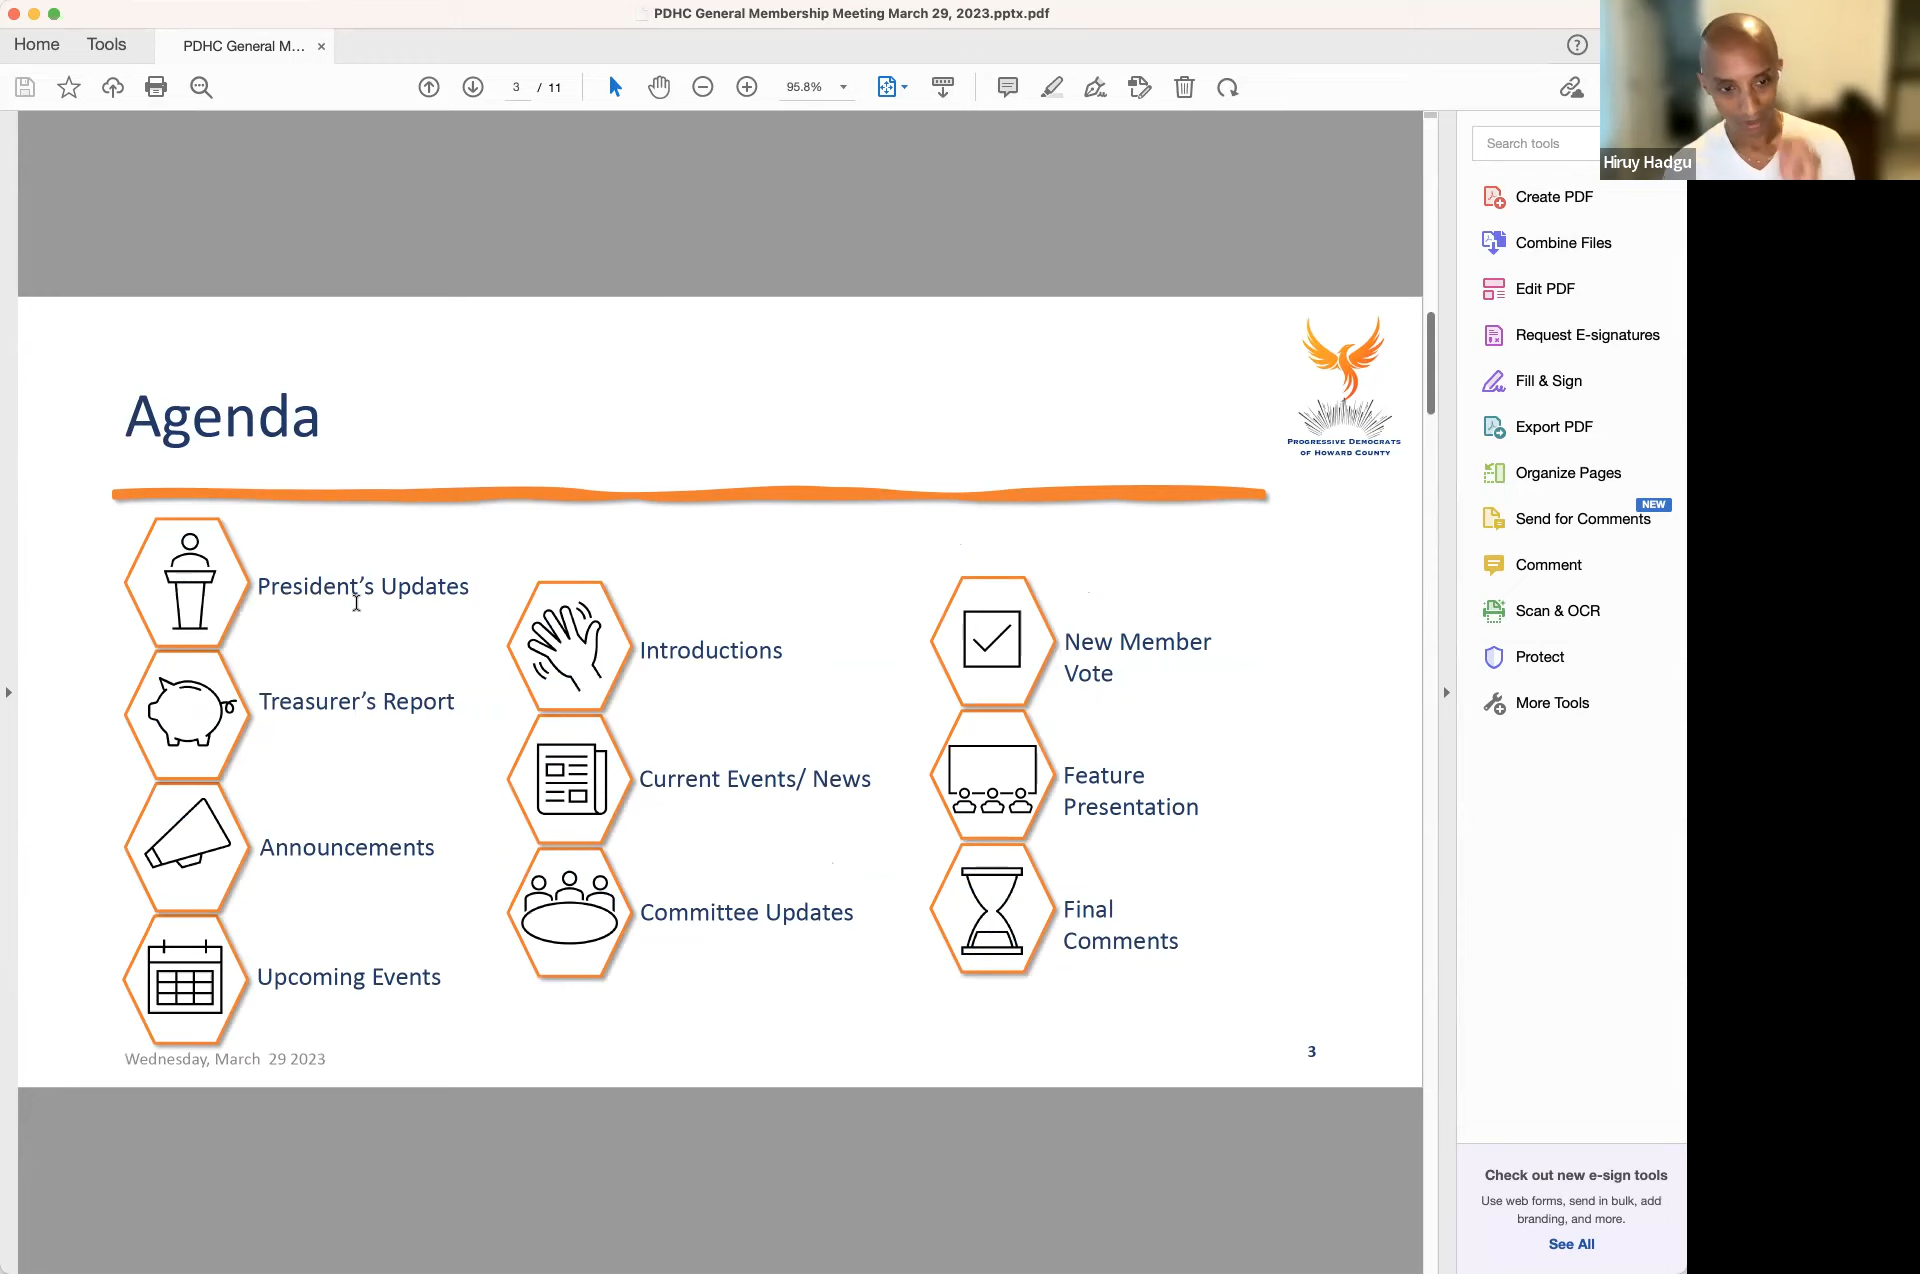 PDHC General Membership Meeting March 29, 2023.pptx.pdf
Home
Tools
PDHC General M...
3 / 11
95.8%
Search tools
Hiruy Hadgu
Create PDF
Combine Files
Edit PDF
Request E-signatures
Fill & Sign
Export PDF
Organize Pages
NEW
Send for Comments
Comment
Scan & OCR
Protect
More Tools
Check out new e-sign tools
Use web forms, send in bulk, add
branding, and more.
See All
Agenda
Progressive Democrats
of Howard County
President's Updates
Treasurer's Report
Announcements
Upcoming Events
Introductions
Current Events/ News
Committee Updates
New Member
Vote
Feature
Presentation
Final
Comments
Wednesday, March 29 2023
3